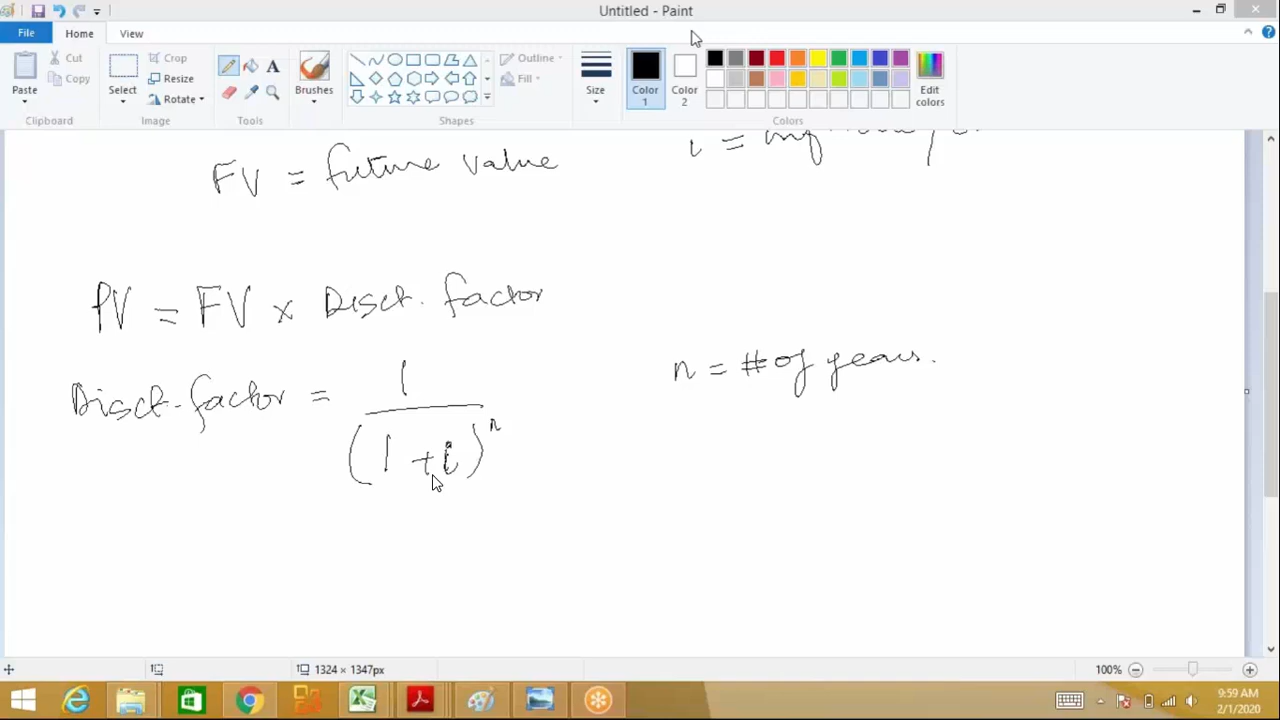 Untitled - Paint
File Home View
Cut Crop Outline
Paste Copy Select Resize Brushes Fill Size Color 1 Color 2 Edit colors
Rotate
Clipboard Image Tools Shapes Colors
i =
FV = future value
PV = FV x Disct. factor
n = # of years.
Disct. factor = 1
(1 + i)^n
1324 × 1347px 100%
9:59 AM
2/1/2020